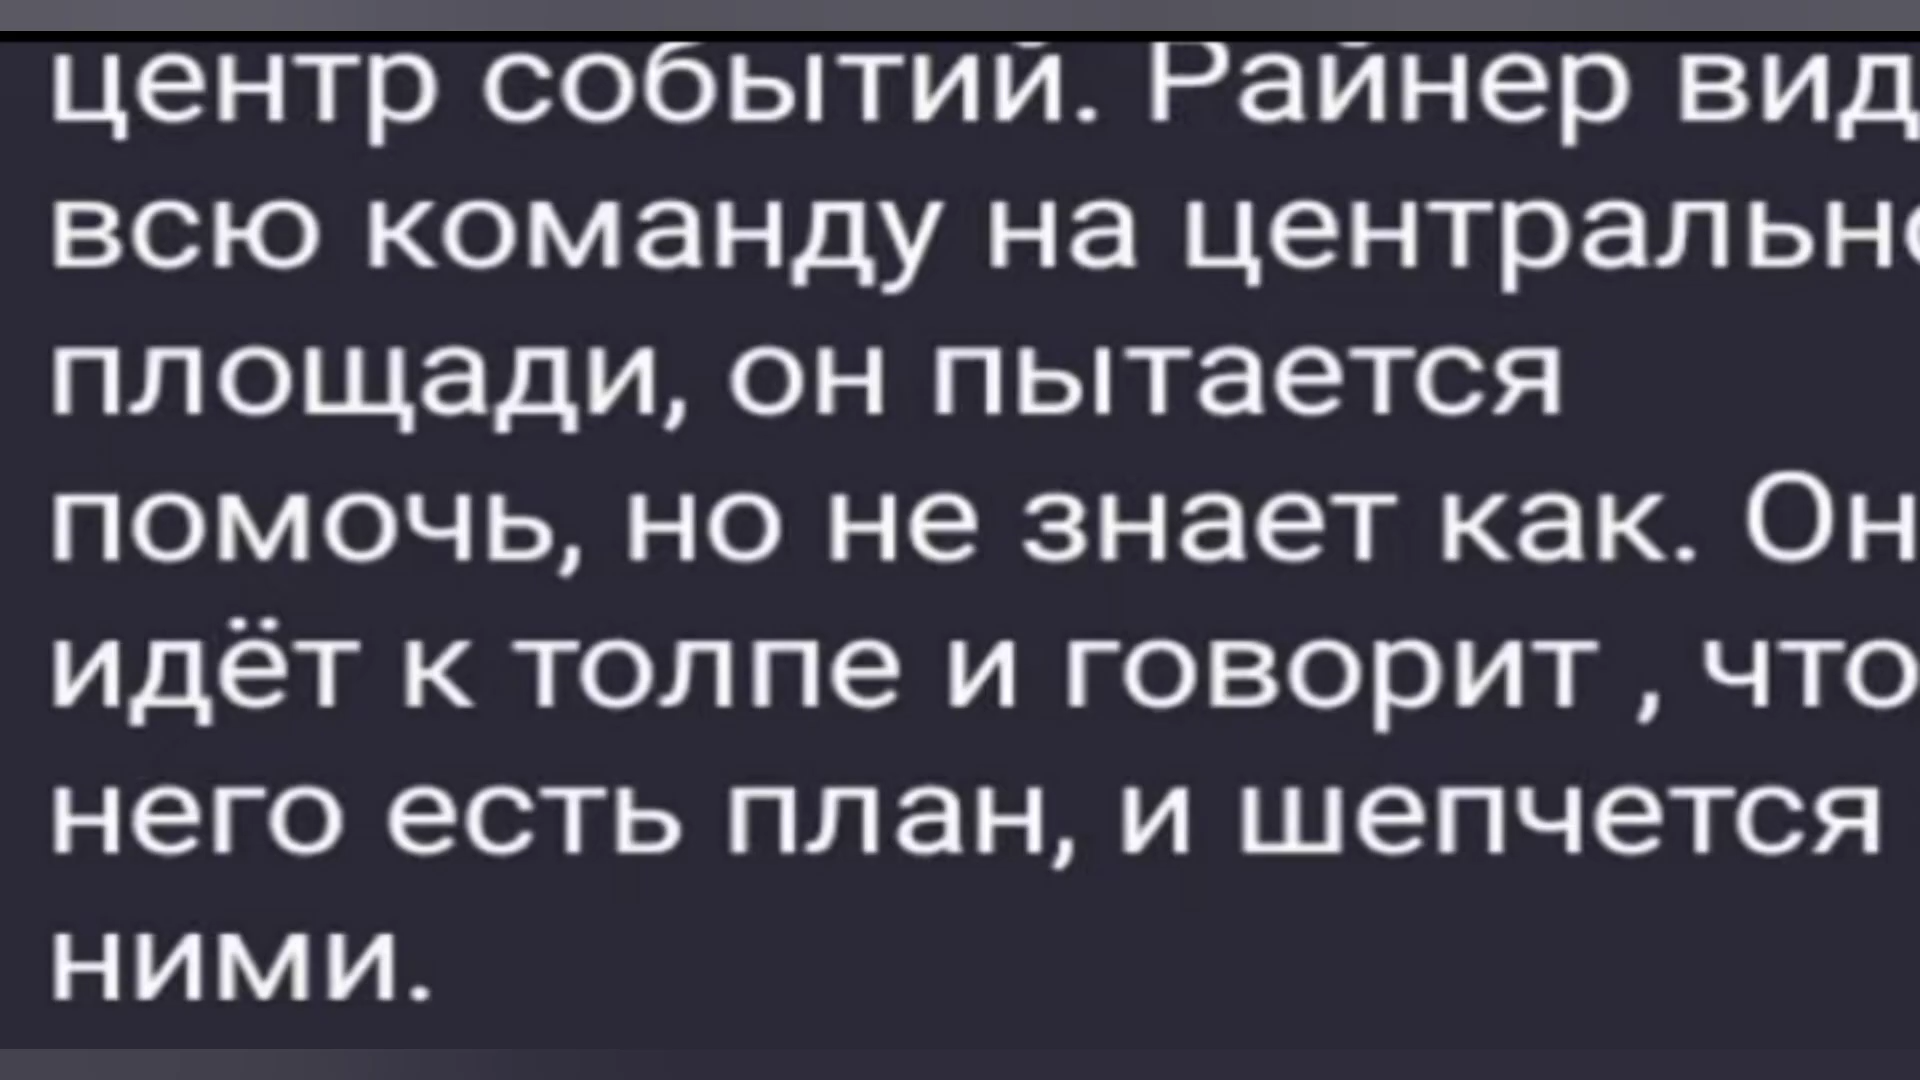 центр событий. Райнер вид
всю команду на центрально
площади, он пытается
помочь, но не знает как. Он
идёт к толпе и говорит , что
него есть план, и шепчется
ними.